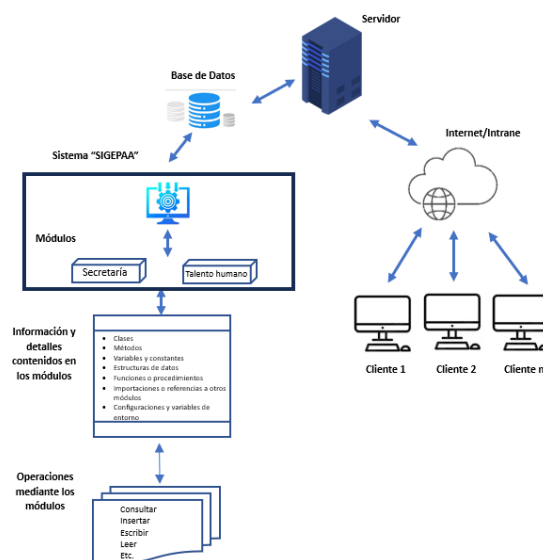 Servidor
Base de Datos
Internet/Intrane
Sistema “SIGEPAA”
Módulos
Secretaría
Talento humano
Información y
detalles
contenidos en
los módulos
• Clases
• Métodos
• Variables y constantes
• Estructuras de datos
• Funciones o procedimientos
• Importaciones o referencias a otros
módulos
• Configuraciones y variables de
entorno
Cliente 1
Cliente 2
Cliente n
Operaciones
mediante los
módulos
Consultar
Insertar
Escribir
Leer
Etc.